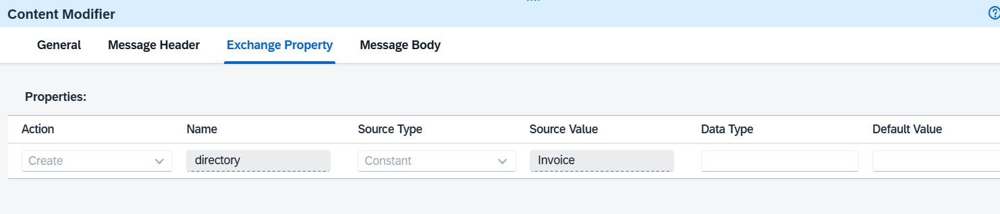 Content Modifier
General Message Header Exchange Property Message Body
Properties:
Action Name Source Type Source Value Data Type Default Value
Create directory Constant Invoice